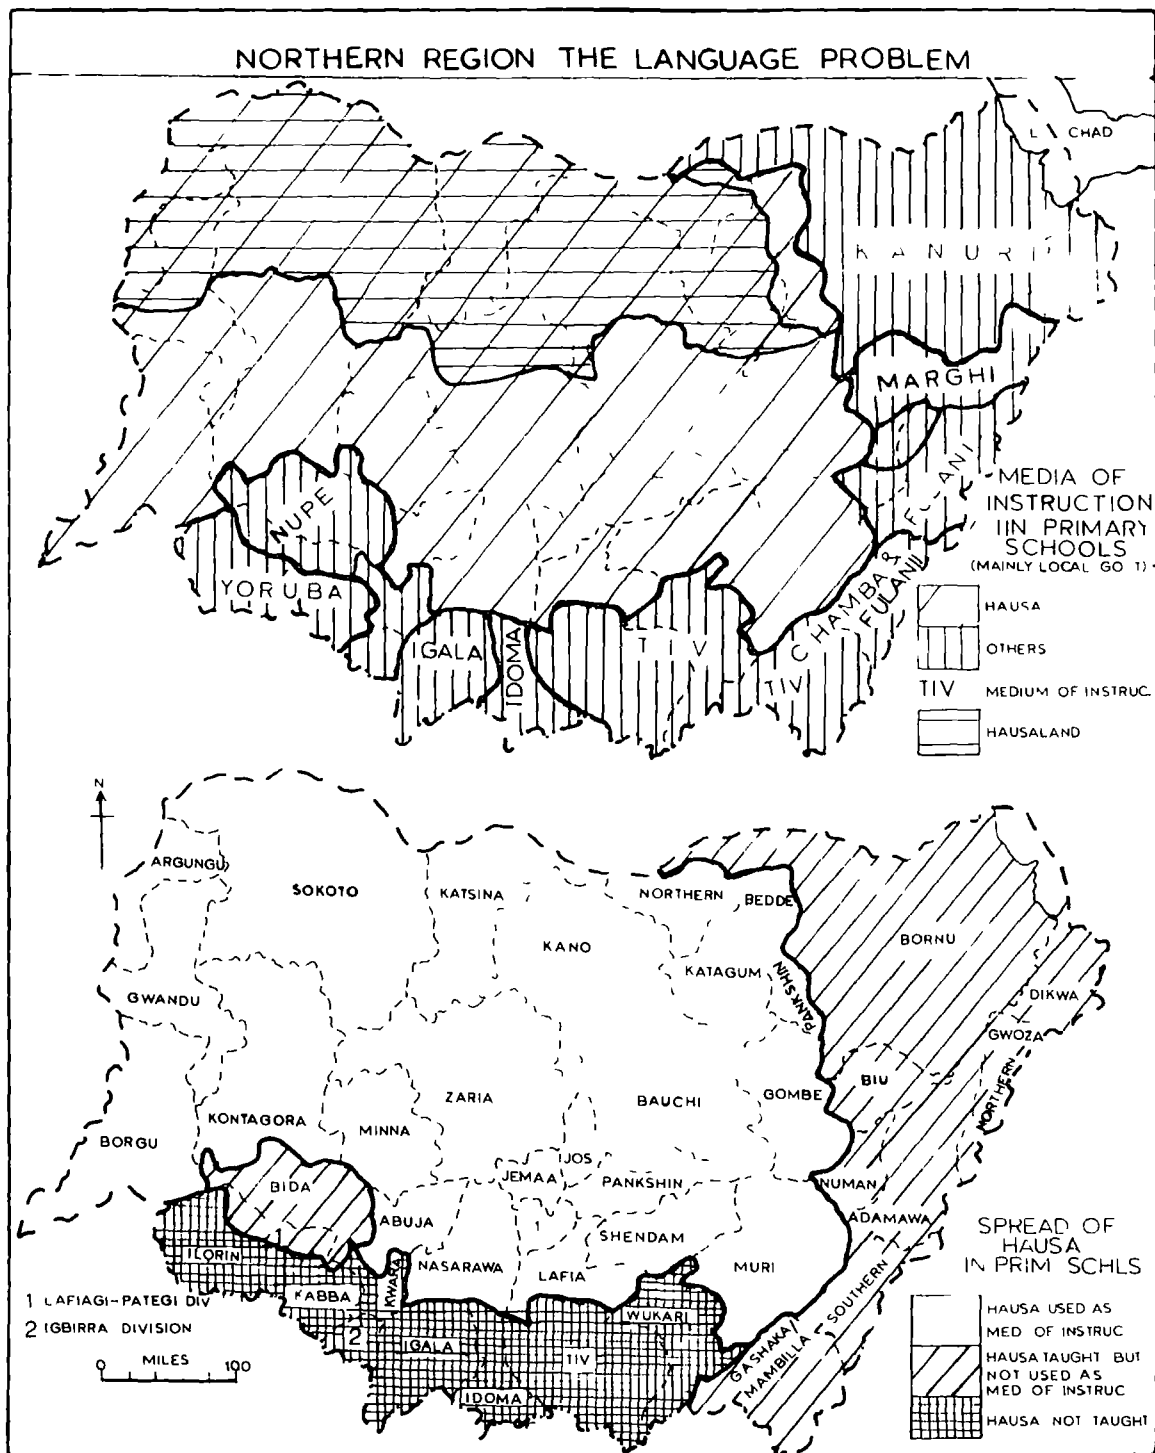 NORTHERN REGION THE LANGUAGE PROBLEM
L CHAD
KANURI
MARGHI
FULANI
NUPE
YORUBA
IGALA
IDOMA
TIV
TIV
CHAMBA &
FULANI
MEDIA OF
INSTRUCTION
IIN PRIMARY
SCHOOLS
(MAINLY LOCAL GO T)
HAUSA
OTHERS
TIV MEDIUM OF INSTRUC.
HAUSALAND
N
ARGUNGU
SOKOTO
KATSINA
NORTHERN
BEDDE
KANO
BORNU
KATAGUM
PANKSHIN
GWANDU
DIKWA
GWOZA
NORTHERN
BIU
ZARIA
BAUCHI
GOMBE
KONTAGORA
MINNA
BORGU
JOS
JEMAA
PANKSHIN
NUMAN
BIDA
ABUJA
ADAMAWA
1
ILORIN
1
SHENDAM
NASARAWA
LAFIA
MURI
KABBA
KWARA
WUKARI
SOUTHERN
GASHAKA/
MAMBILLA
2
IGALA
TIV
IDOMA
1 LAFIAGI-PATEGI DIV
2 IGBIRRA DIVISION
0 MILES 100
SPREAD OF
HAUSA
IN PRIM SCHLS
HAUSA USED AS
MED OF INSTRUC
HAUSA TAUGHT BUT
NOT USED AS
MED OF INSTRUC
HAUSA NOT TAUGHT